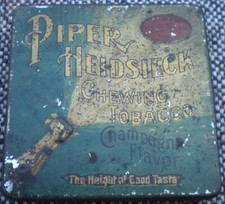 PIPER
HEIDSIECK
CHEWING
TOBACCO
Champagne
Flavor
The Height of Good Taste